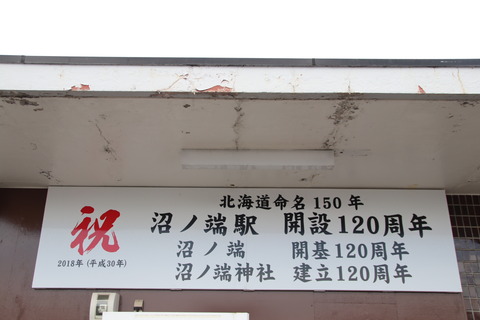 祝
2018年(平成30年)
北海道命名150年
沼ノ端駅 開設120周年
沼ノ端 開基120周年
沼ノ端神社 建立120周年